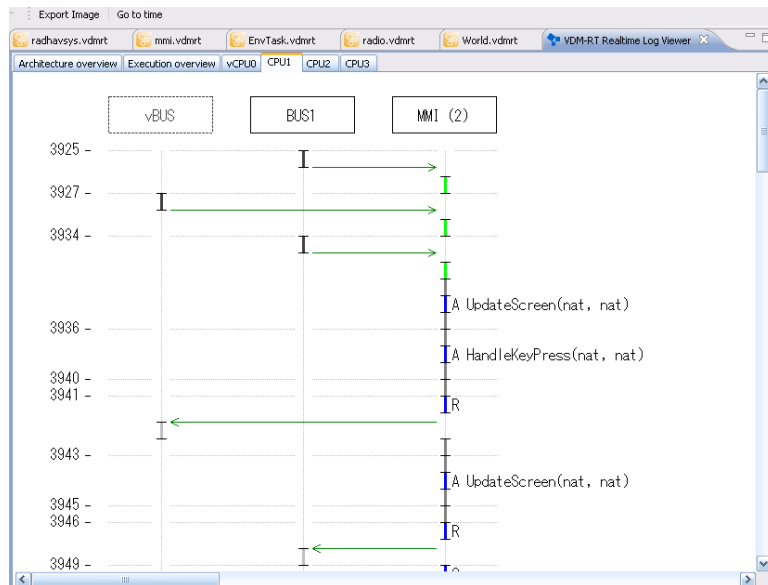 Export Image Go to time
radhavsys.vdmrt mmi.vdmrt EnvTask.vdmrt radio.vdmrt World.vdmrt VDM-RT Realtime Log Viewer
Architecture overview Execution overview vCPU0 CPU1 CPU2 CPU3
vBUS BUS1 MMI (2)
3925
3927
3934
A UpdateScreen(nat, nat)
3936
A HandleKeyPress(nat, nat)
3940
3941
R
3943
A UpdateScreen(nat, nat)
3945
3946
R
3949